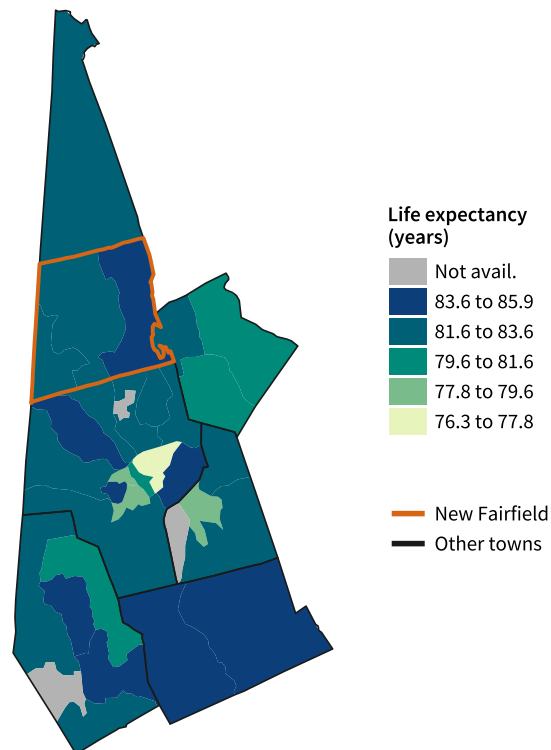 Life expectancy
(years)
Not avail.
83.6 to 85.9
81.6 to 83.6
79.6 to 81.6
77.8 to 79.6
76.3 to 77.8
New Fairfield
Other towns